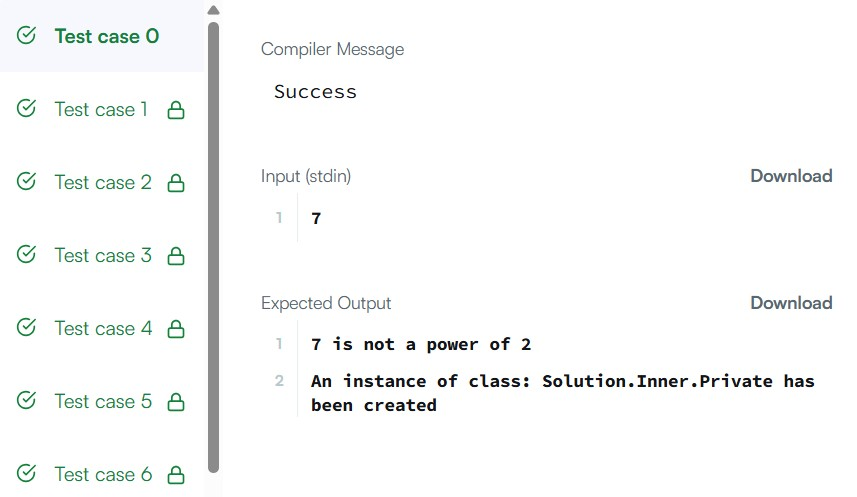 Test case 0
Test case 1
Test case 2
Test case 3
Test case 4
Test case 5
Test case 6
Compiler Message
Success
Input (stdin)
Download
1
7
Expected Output
Download
1
7 is not a power of 2
2
An instance of class: Solution.Inner.Private has
been created